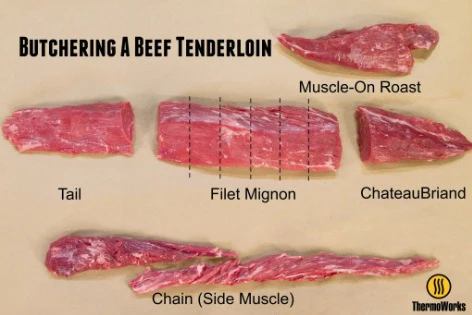 Butchering A Beef Tenderloin
Muscle-On Roast
Tail
Filet Mignon
ChateauBriand
Chain (Side Muscle)
ThermoWorks